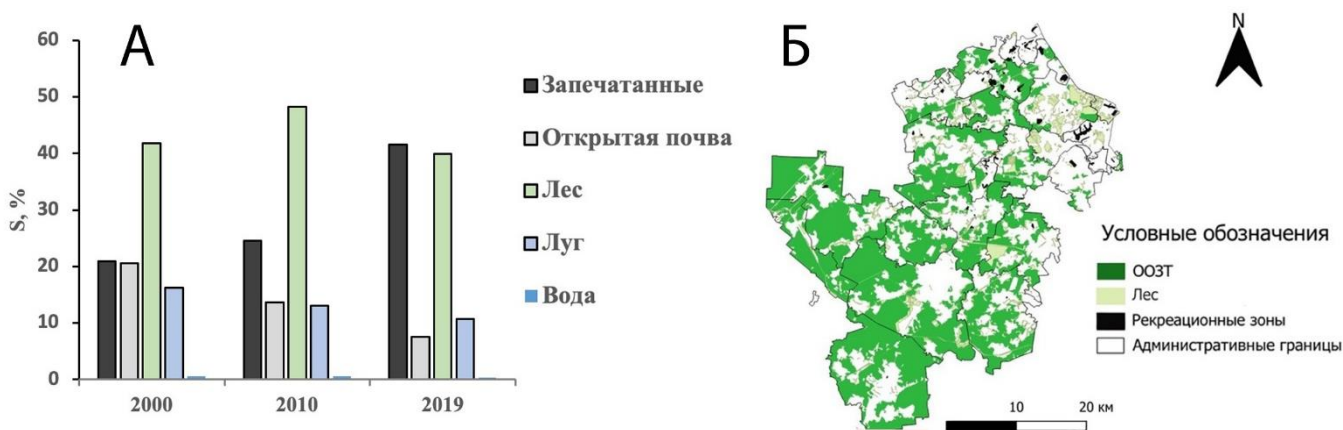 А
60
50
40
30
20
10
0
S, %
2000
2010
2019
Запечатанные
Открытая почва
Лес
Луг
Вода
Б
N
Условные обозначения
ООЗТ
Лес
Рекреационные зоны
Административные границы
10
20 км